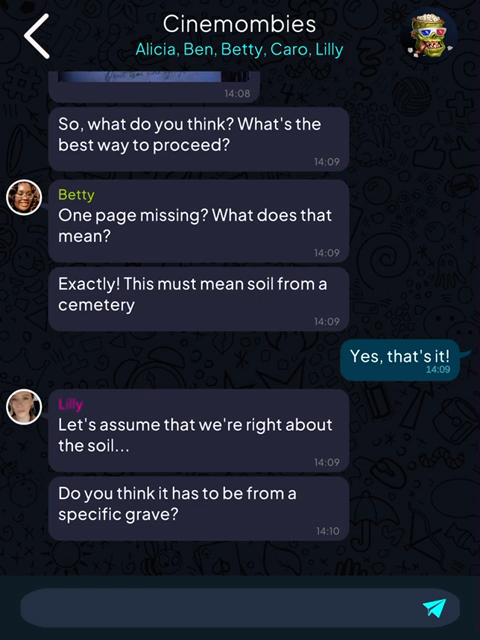 Cinemombies
Alicia, Ben, Betty, Caro, Lilly
14:08
So, what do you think? What's the
best way to proceed?
14:09
Betty
One page missing? What does that
mean?
14:09
Exactly! This must mean soil from a
cemetery
14:09
Yes, that's it!
14:09
Lilly
Let's assume that we're right about
the soil...
14:09
Do you think it has to be from a
specific grave?
14:10